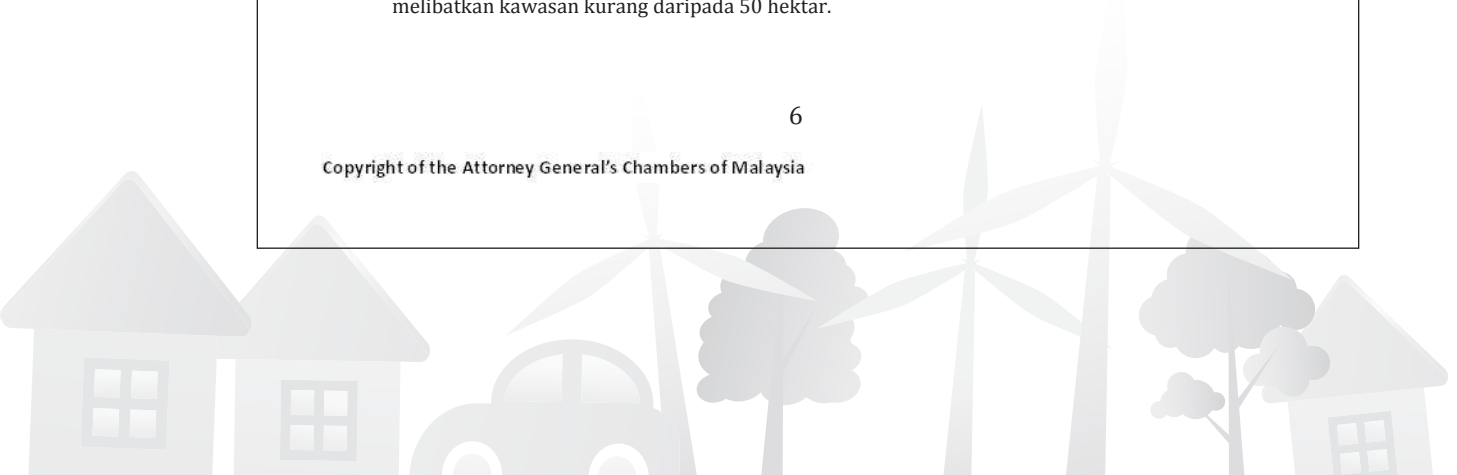 melibatkan kawasan kurang daripada 50 hektar.
6
Copyright of the Attorney General’s Chambers of Malaysia